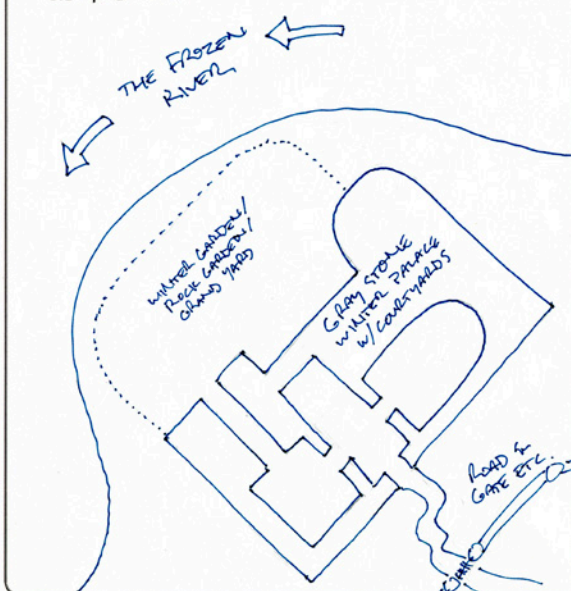 THE FROZEN
RIVER
WINTER GARDEN/
ROCK GARDEN/
GRAND YARD
GRAY STONE
WINTER PALACE
W/ COURTYARDS
ROAD &
GATE ETC.